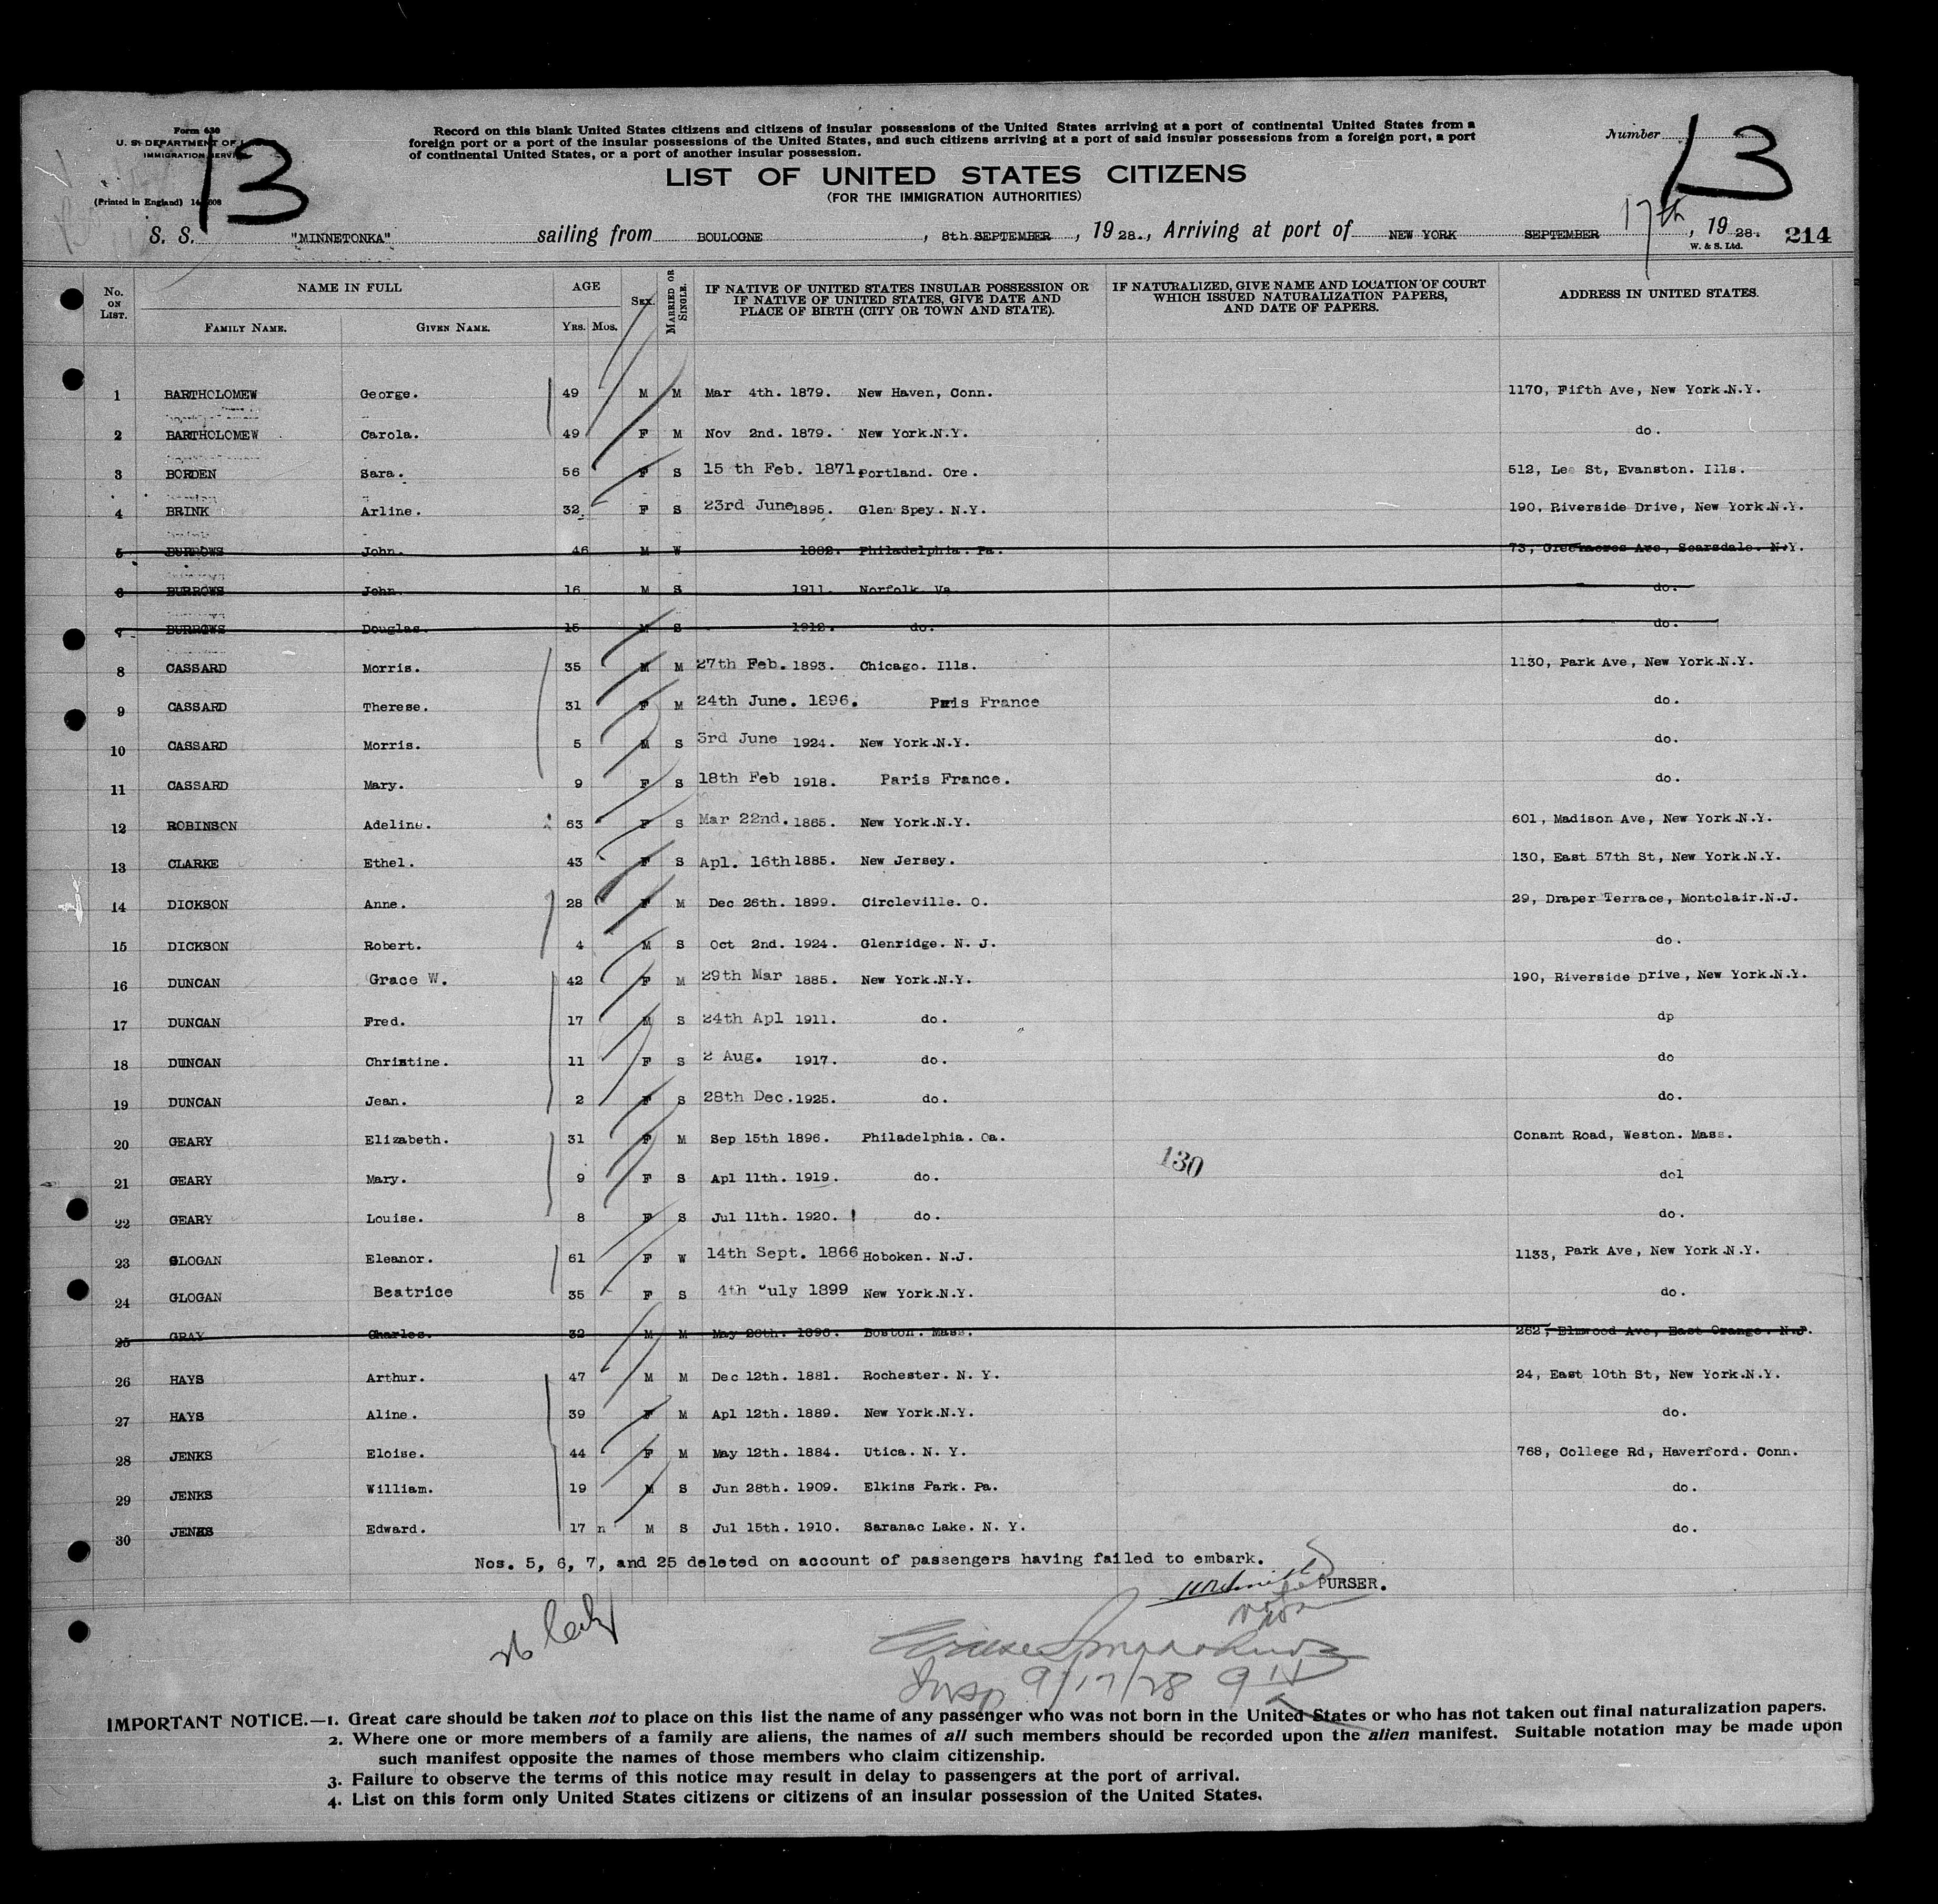 Form 630
U. S. DEPARTMENT OF
IMMIGRATION SERVICE
(Printed in England)
13
Record on this blank United States citizens and citizens of insular possessions of the United States arriving at a port of continental United States from a
foreign port or a port of the insular possessions of the United States, and such citizens arriving at a port of said insular possessions from a foreign port, a port
of continental United States, or a port of another insular possession.
Number 13
LIST OF UNITED STATES CITIZENS
(FOR THE IMMIGRATION AUTHORITIES)
S. S. "MINNETONKA" sailing from BOULOGNE, 8th SEPTEMBER, 1928., Arriving at port of NEW YORK SEPTEMBER 17th, 1928.
W. & S. Ltd. 214
No. ON LIST. NAME IN FULL FAMILY NAME. GIVEN NAME. AGE YRS. MOS. SEX. MARRIED OR SINGLE. IF NATIVE OF UNITED STATES INSULAR POSSESSION OR IF NATIVE OF UNITED STATES, GIVE DATE AND PLACE OF BIRTH (CITY OR TOWN AND STATE). IF NATURALIZED, GIVE NAME AND LOCATION OF COURT WHICH ISSUED NATURALIZATION PAPERS, AND DATE OF PAPERS. ADDRESS IN UNITED STATES.
1 BARTHOLOMEW George. 49 M M Mar 4th. 1879. New Haven, Conn. 1170, Fifth Ave, New York.N.Y.
2 BARTHOLOMEW Carola. 49 F M Nov 2nd. 1879. New York.N.Y. do.
3 BORDEN Sara. 56 F S 15 th Feb. 1871. Portland. Ore. 512, Lee St, Evanston. Ills.
4 BRINK Arline. 32. F S 23rd June 1895. Glen Spey. N.Y. 190, Riverside Drive, New York.N.Y.
5 BURROWS John. 46 M W 1882. Philadelphia. Pa. 73, Greenacres Ave, Scarsdale. N.Y.
6 BURROWS John. 16 M S 1911. Norfolk. Va do.
7 BURROWS Douglas. 15 M S 1912. do. do.
8 CASSARD Morris. 35 M M 27th Feb. 1893. Chicago. Ills. 1130, Park Ave, New York.N.Y.
9 CASSARD Therese. 31 F M 24th June. 1896. Paris France do.
10 CASSARD Morris. 5 M S 3rd June 1924. New York.N.Y. do.
11 CASSARD Mary. 9 F S 18th Feb 1918. Paris France. do.
12 ROBINSON Adeline. 63 F S Mar 22nd. 1865. New York.N.Y. 601, Madison Ave, New York.N.Y.
13 CLARKE Ethel. 43 F S Apl. 16th 1885. New Jersey. 130, East 57th St, New York.N.Y.
14 DICKSON Anne. 28 F M Dec 26th. 1899. Circleville. O. 29, Draper Terrace, Montclair.N.J.
15 DICKSON Robert. 4 M S Oct 2nd. 1924. Glenridge. N. J. do.
16 DUNCAN Grace W. 42 F M 29th Mar 1885. New York.N.Y. 190, Riverside Drive, New York.N.Y.
17 DUNCAN Fred. 17 M S 24th Apl 1911. do. dp
18 DUNCAN Christine. 11 F S 2 Aug. 1917. do. do
19 DUNCAN Jean. 2 F S 28th Dec. 1925. do. do.
20 GEARY Elizabeth. 31 F M Sep 15th 1896. Philadelphia. Ca. Conant Road, Weston. Mass.
130
21 GEARY Mary. 9 F S Apl 11th. 1919. do. dol
22 GEARY Louise. 8 F S Jul 11th. 1920. do. do.
23 GLOGAN Eleanor. 61 F W 14th Sept. 1866 Hoboken. N.J. 1133, Park Ave, New York.N.Y.
24 GLOGAN Beatrice 35 F S 4th July 1899 New York.N.Y. do.
25 GRAY Charles. 32 M M May 26th. 1896. Boston. Mass. 262, Elmwood Ave, East Orange. N.J.
26 HAYS Arthur. 47 M M Dec 12th. 1881. Rochester. N. Y. 24, East 10th St, New York.N.Y.
27 HAYS Aline. 39 F M Apl 12th. 1889. New York.N.Y. do.
28 JENKS Eloise. 44 F M May 12th. 1884. Utica. N. Y. 768, College Rd, Haverford. Conn.
29 JENKS William. 19 M S Jun 28th. 1909. Elkins Park. Pa. do.
30 JENKS Edward. 17 n M S Jul 15th. 1910. Saranac Lake. N. Y. do.
Nos. 5, 6, 7, and 25 deleted on account of passengers having failed to embark.
PURSER.
Insp 9/17/28
IMPORTANT NOTICE.—1. Great care should be taken not to place on this list the name of any passenger who was not born in the United States or who has not taken out final naturalization papers.
2. Where one or more members of a family are aliens, the names of all such members should be recorded upon the alien manifest. Suitable notation may be made upon
such manifest opposite the names of those members who claim citizenship.
3. Failure to observe the terms of this notice may result in delay to passengers at the port of arrival.
4. List on this form only United States citizens or citizens of an insular possession of the United States.